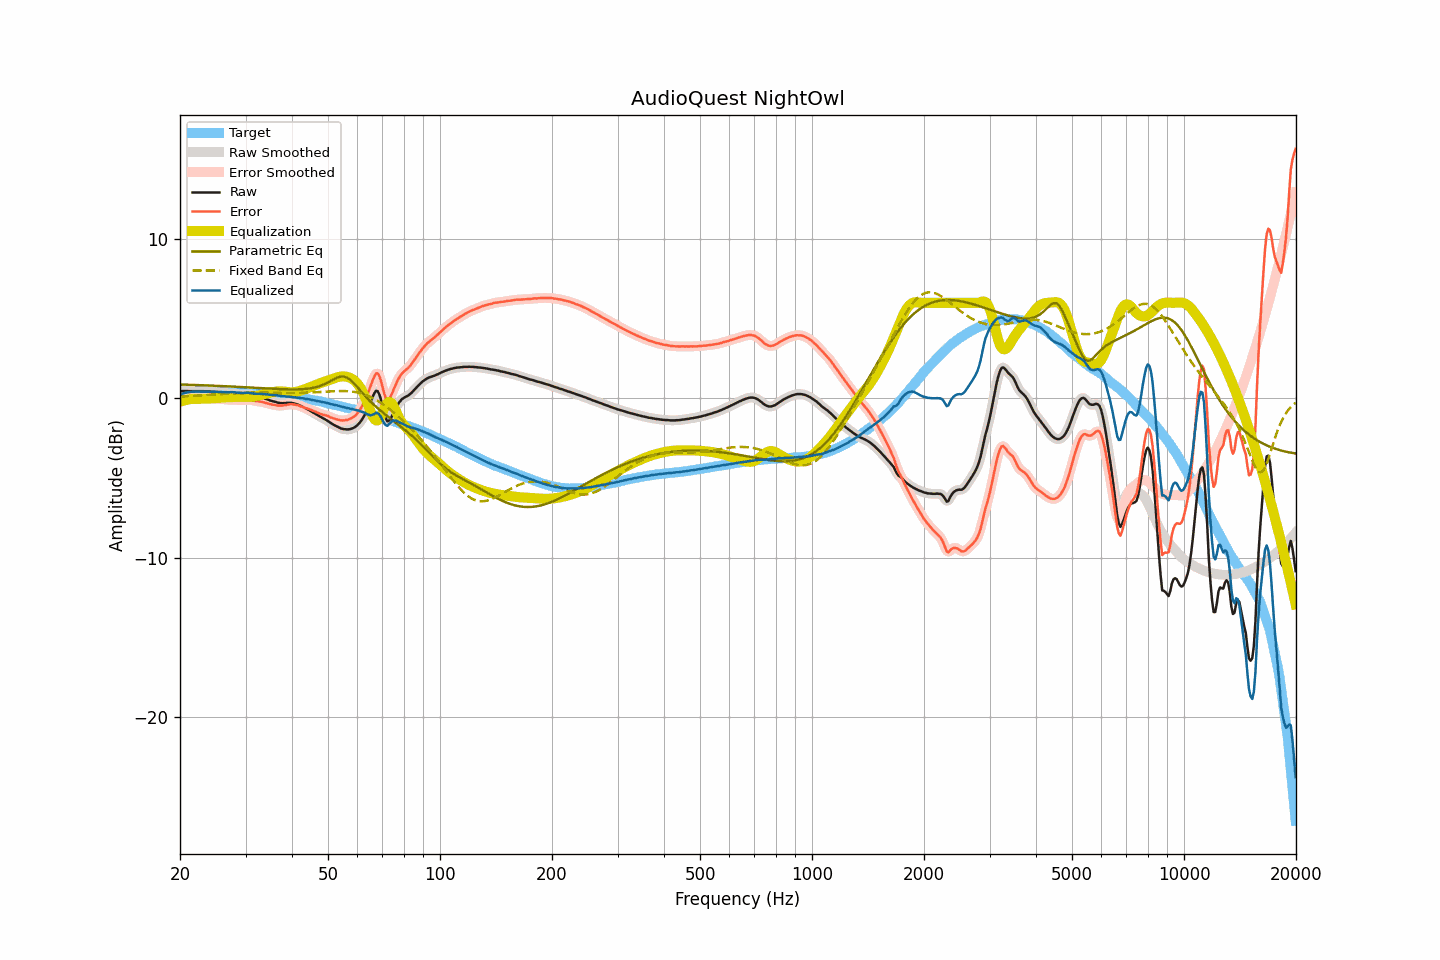 AudioQuest NightOwl
Target
Raw Smoothed
Error Smoothed
Raw
Error
Equalization
Parametric Eq
Fixed Band Eq
Equalized
10
0
−10
−20
Amplitude (dBr)
20 50 100 200 500 1000 2000 5000 10000 20000
Frequency (Hz)